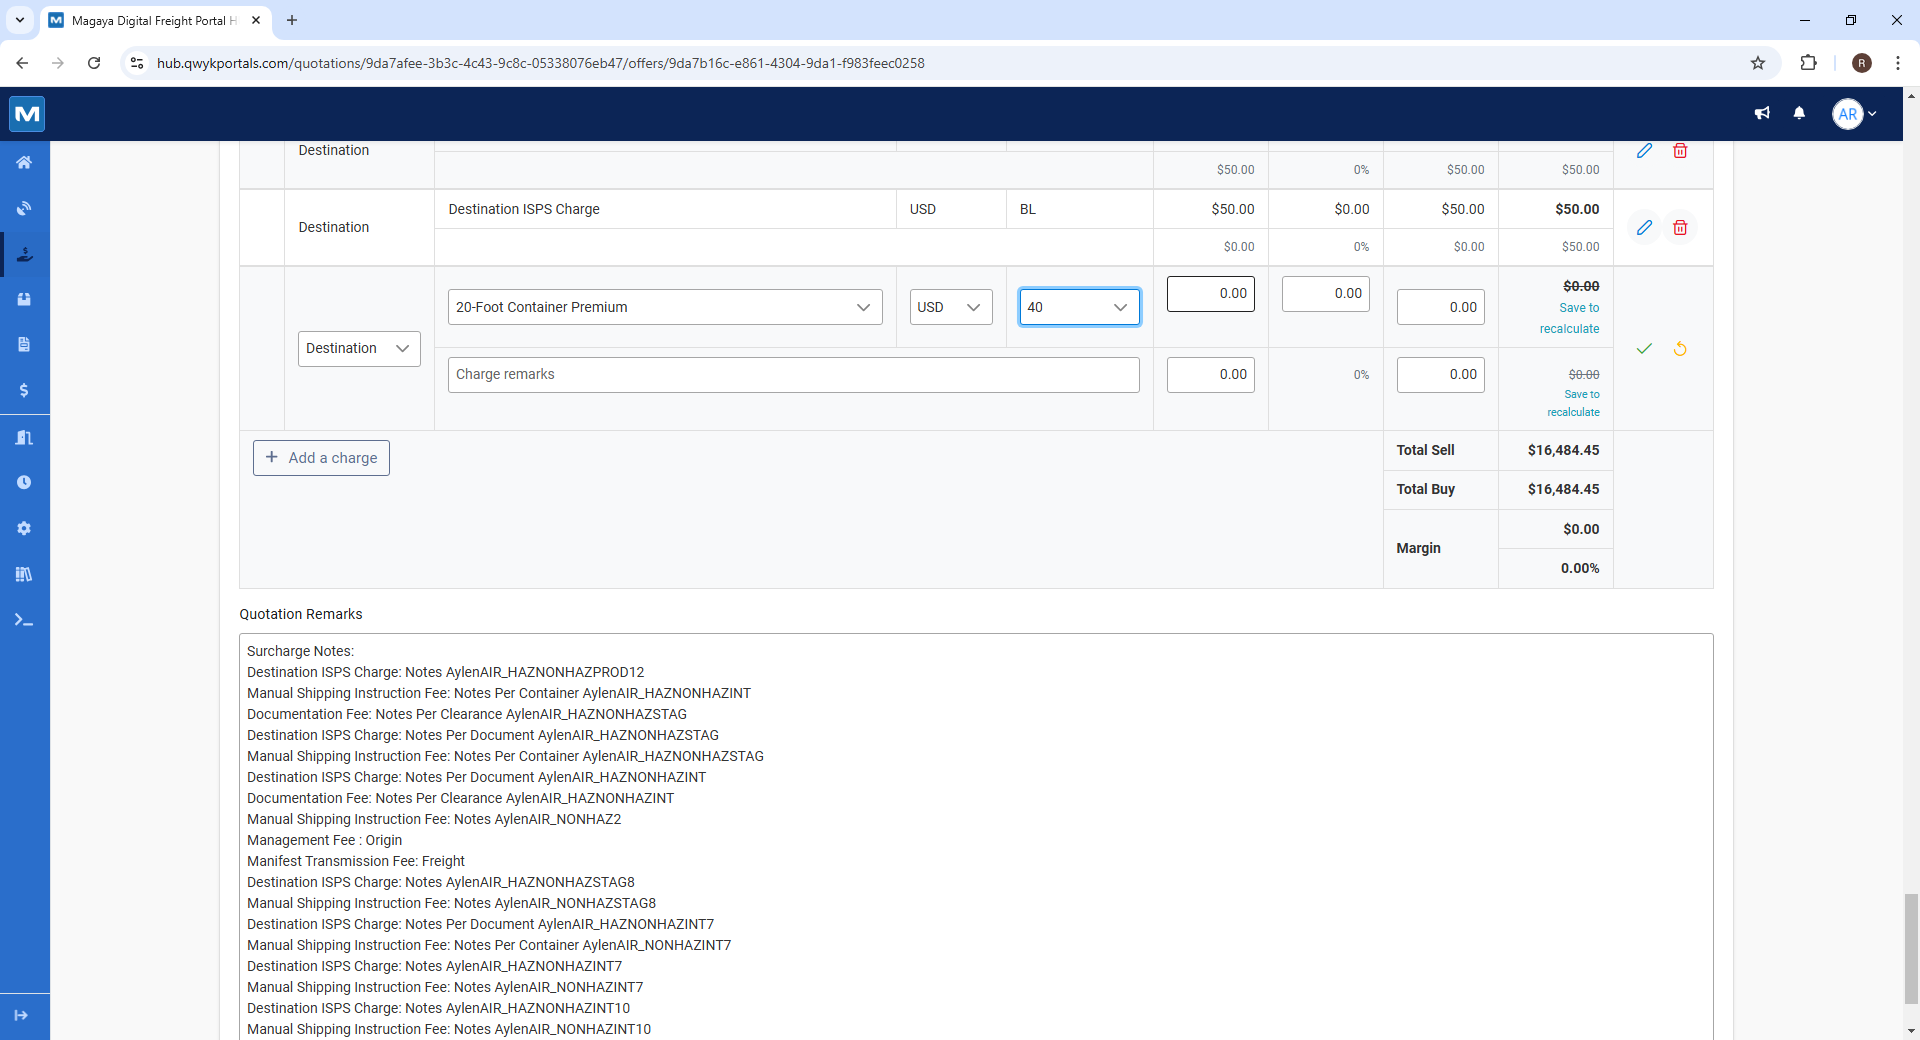 Magaya Digital Freight Portal H
hub.qwykportals.com/quotations/9da7afee-3b3c-4c43-9c8c-05338076eb47/offers/9da7b16c-e861-4304-9da1-f983feec0258
R
M
AR
Destination
$50.00 0% $50.00 $50.00
Destination
Destination ISPS Charge USD BL $50.00 $0.00 $50.00 $50.00
$0.00 0% $0.00 $50.00
Destination
20-Foot Container Premium USD 40 0.00 0.00 0.00 $0.00
Save to
recalculate
Charge remarks 0.00 0% 0.00 $0.00
Save to
recalculate
+ Add a charge
Total Sell $16,484.45
Total Buy $16,484.45
Margin $0.00
0.00%
Quotation Remarks
Surcharge Notes:
Destination ISPS Charge: Notes AylenAIR_HAZNONHAZPROD12
Manual Shipping Instruction Fee: Notes Per Container AylenAIR_HAZNONHAZINT
Documentation Fee: Notes Per Clearance AylenAIR_HAZNONHAZSTAG
Destination ISPS Charge: Notes Per Document AylenAIR_HAZNONHAZSTAG
Manual Shipping Instruction Fee: Notes Per Container AylenAIR_HAZNONHAZSTAG
Destination ISPS Charge: Notes Per Document AylenAIR_HAZNONHAZINT
Documentation Fee: Notes Per Clearance AylenAIR_HAZNONHAZINT
Manual Shipping Instruction Fee: Notes AylenAIR_NONHAZ2
Management Fee : Origin
Manifest Transmission Fee: Freight
Destination ISPS Charge: Notes AylenAIR_HAZNONHAZSTAG8
Manual Shipping Instruction Fee: Notes AylenAIR_NONHAZSTAG8
Destination ISPS Charge: Notes Per Document AylenAIR_HAZNONHAZINT7
Manual Shipping Instruction Fee: Notes Per Container AylenAIR_NONHAZINT7
Destination ISPS Charge: Notes AylenAIR_HAZNONHAZINT7
Manual Shipping Instruction Fee: Notes AylenAIR_NONHAZINT7
Destination ISPS Charge: Notes AylenAIR_HAZNONHAZINT10
Manual Shipping Instruction Fee: Notes AylenAIR_NONHAZINT10